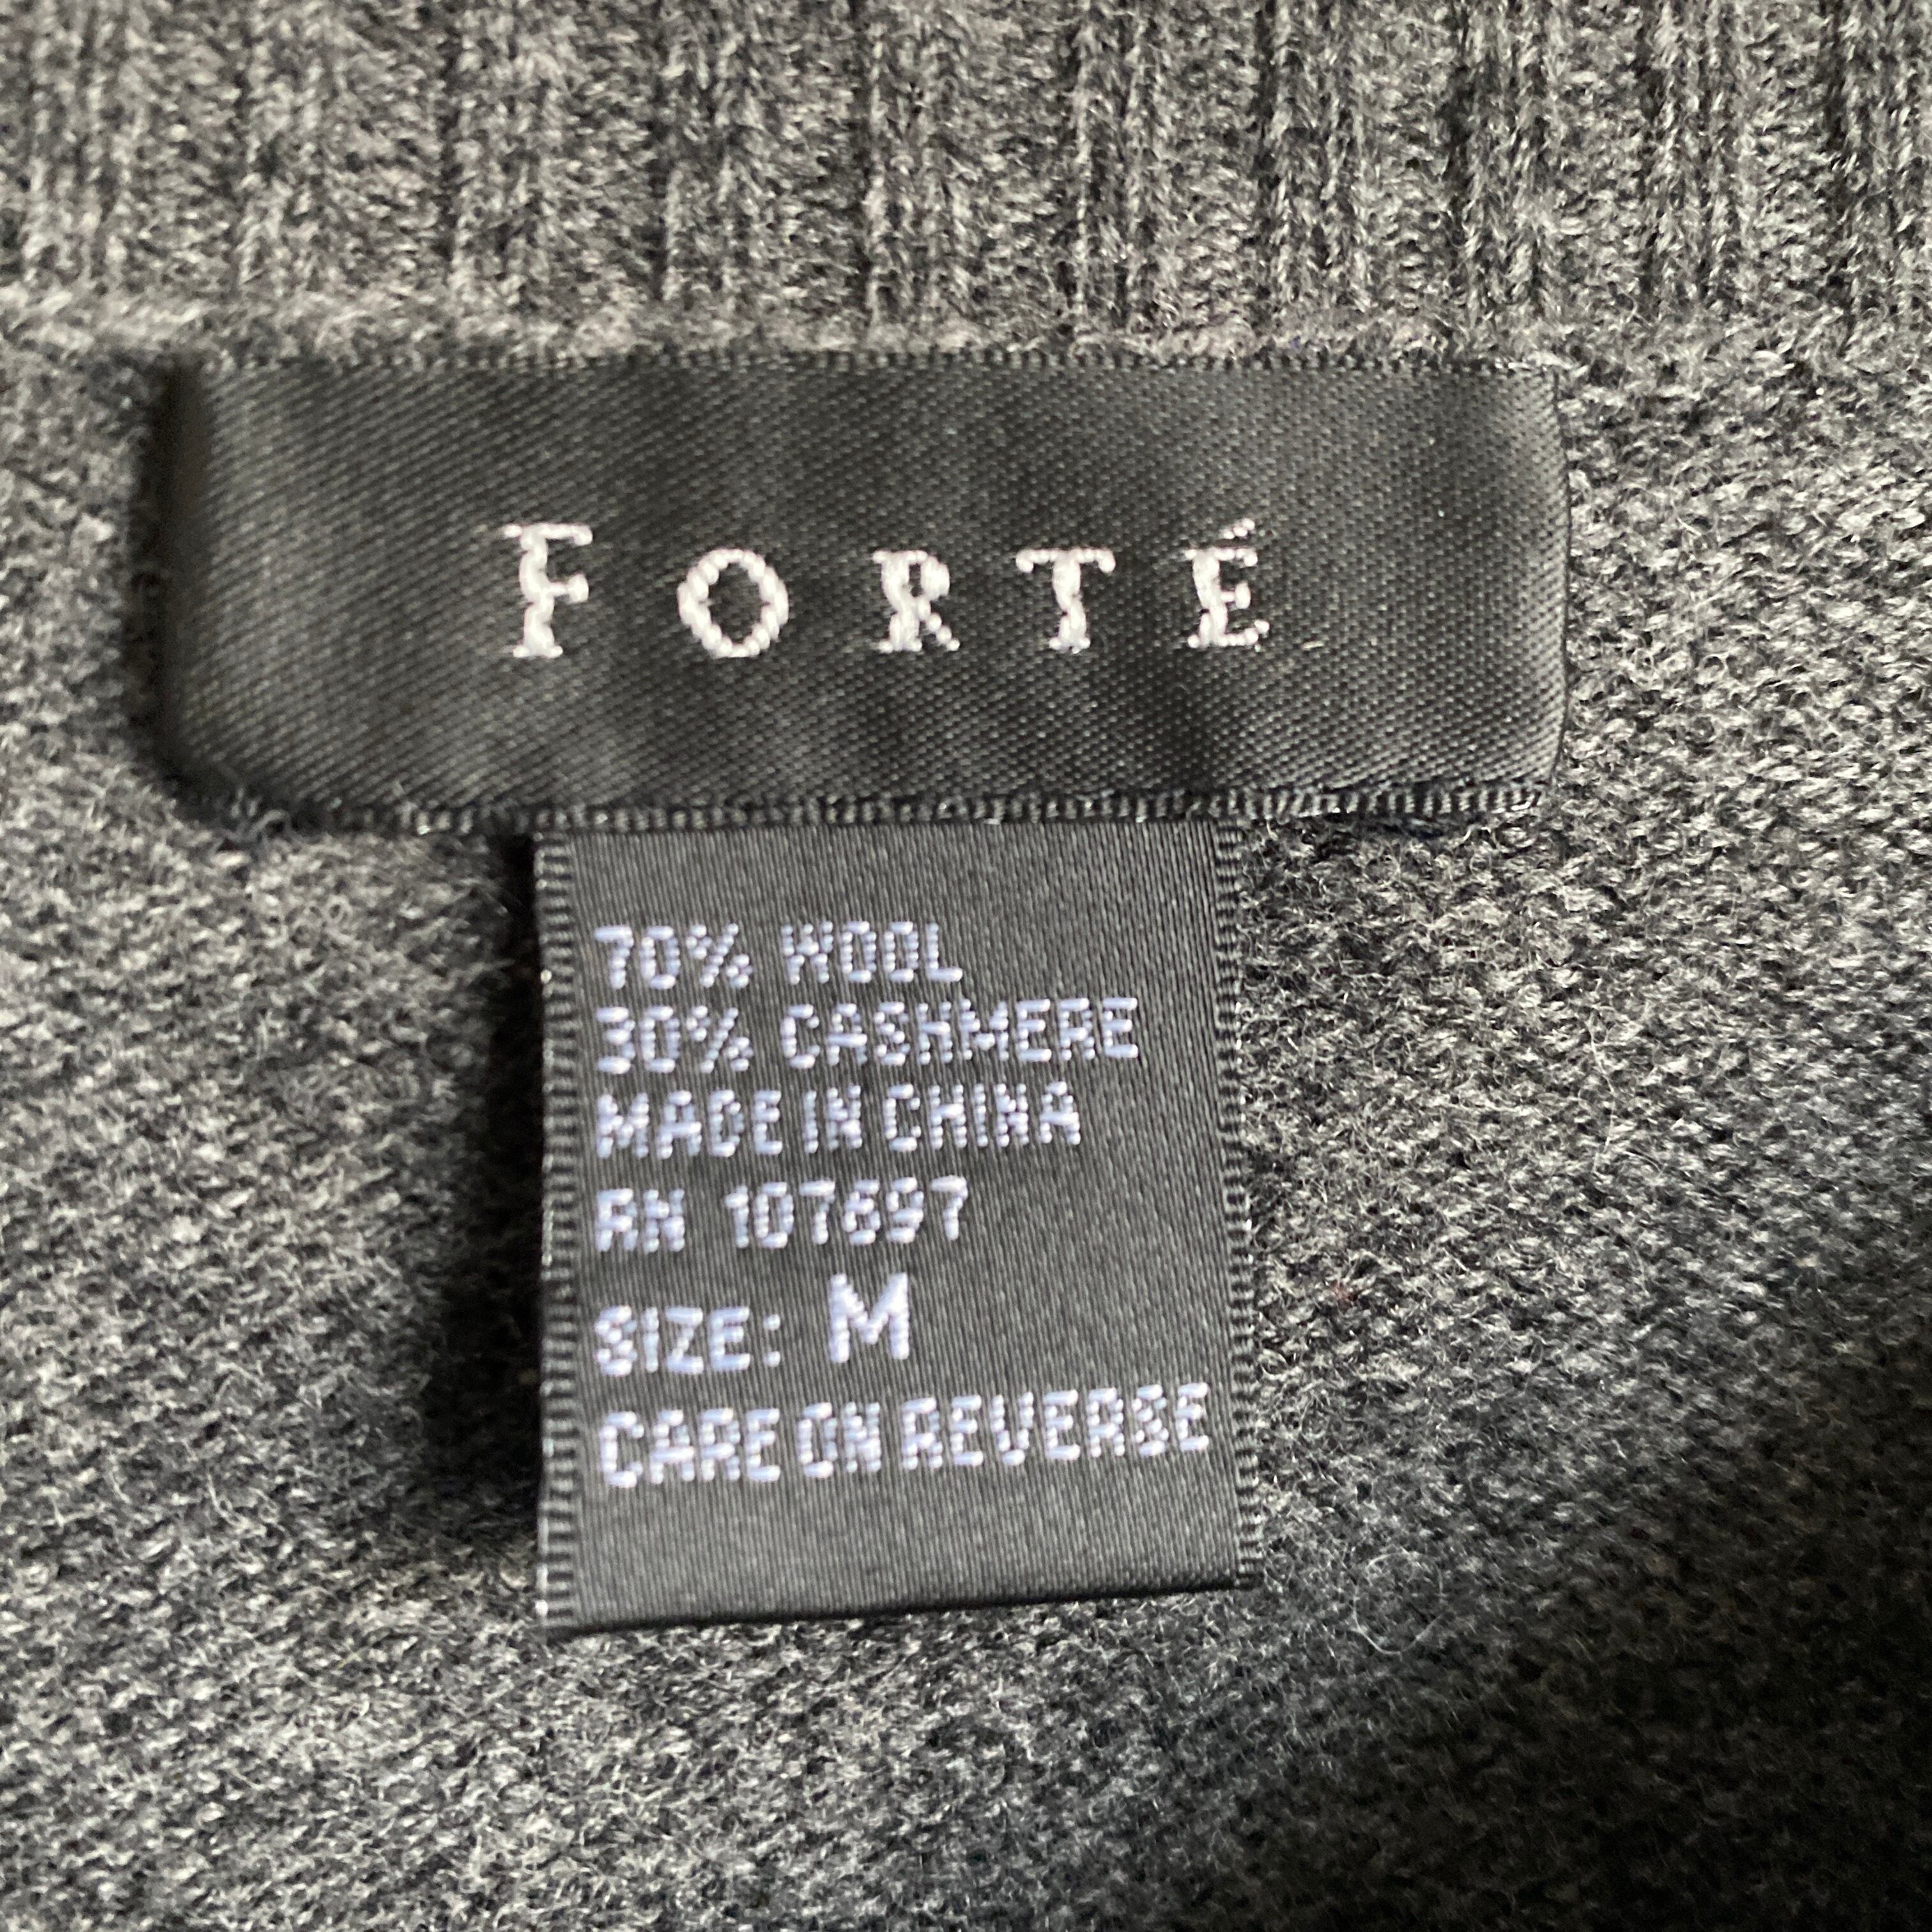 FORTÉ
70% WOOL
30% CASHMERE
MADE IN CHINA
RN 107697
SIZE: M
CARE ON REVERSE